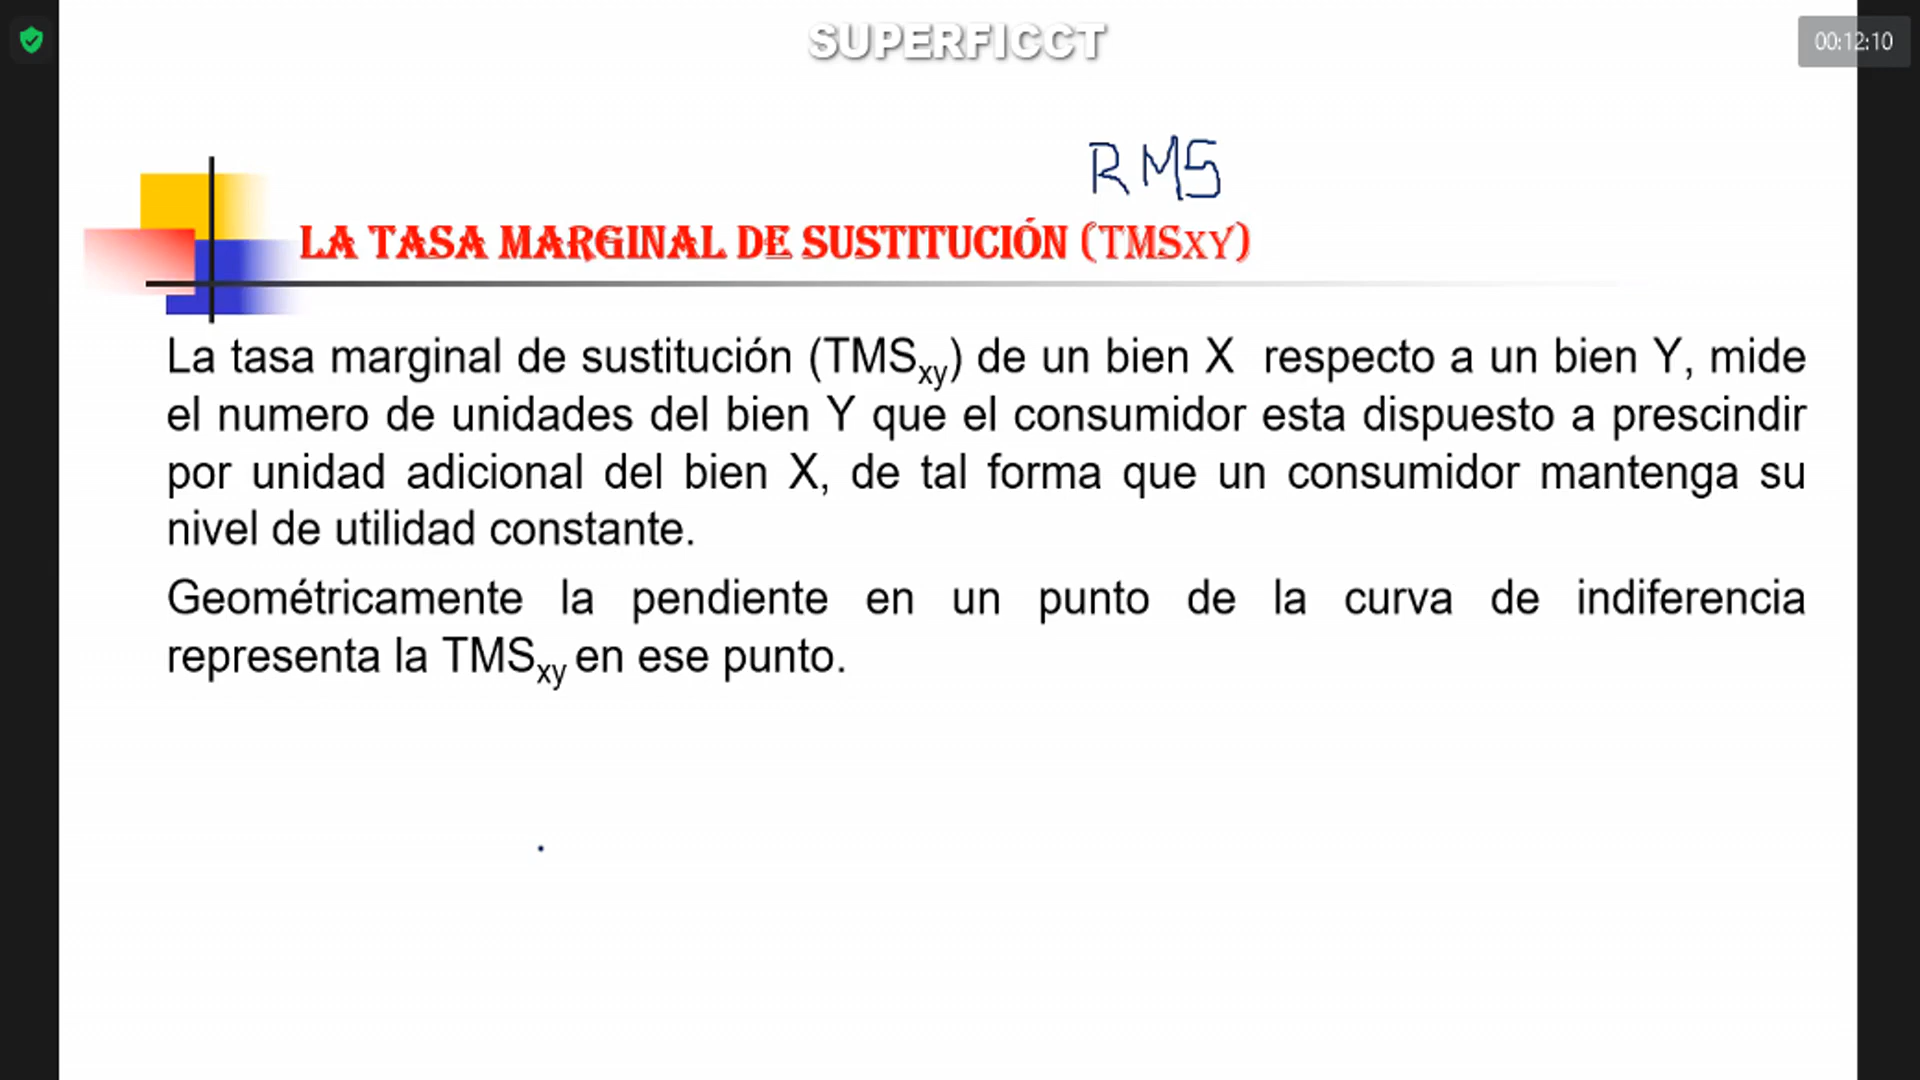 SUPERFICCT
00:12:10
RMS
LA TASA MARGINAL DE SUSTITUCIÓN (TMSXY)
La tasa marginal de sustitución (TMSxy) de un bien X respecto a un bien Y, mide
el numero de unidades del bien Y que el consumidor esta dispuesto a prescindir
por unidad adicional del bien X, de tal forma que un consumidor mantenga su
nivel de utilidad constante.
Geométricamente la pendiente en un punto de la curva de indiferencia
representa la TMSxy en ese punto.